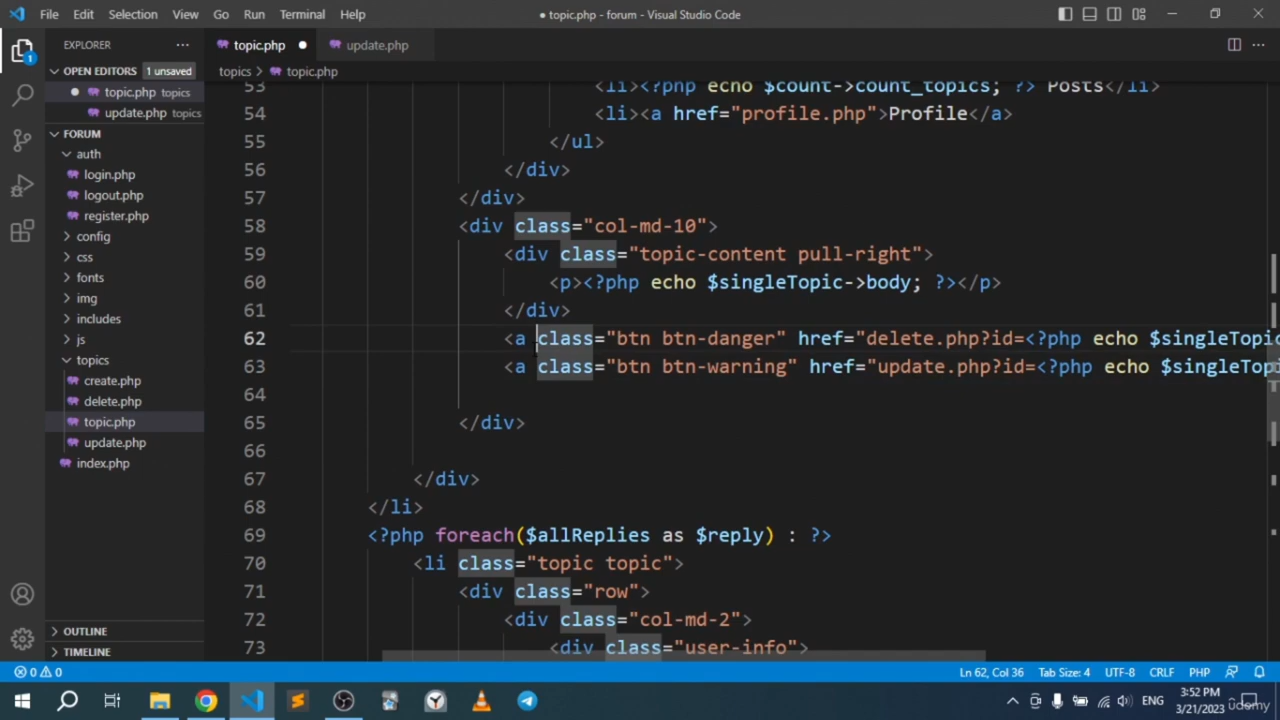 File Edit Selection View Go Run Terminal Help ● topic.php - forum - Visual Studio Code
EXPLORER ··· topic.php ● update.php ···
OPEN EDITORS 1 unsaved topics > topic.php
● topic.php topics
update.php topics
FORUM
auth
login.php
logout.php
register.php
config
css
fonts
img
includes
js
topics
create.php
delete.php
topic.php
update.php
index.php
OUTLINE
TIMELINE
53 <li><?php echo $count->count_topics; ?> Posts</li>
54 <li><a href="profile.php">Profile</a>
55 </ul>
56 </div>
57 </div>
58 <div class="col-md-10">
59 <div class="topic-content pull-right">
60 <p><?php echo $singleTopic->body; ?></p>
61 </div>
62 <a class="btn btn-danger" href="delete.php?id=<?php echo $singleTopic
63 <a class="btn btn-warning" href="update.php?id=<?php echo $singleTop
64
65 </div>
66
67 </div>
68 </li>
69 <?php foreach($allReplies as $reply) : ?>
70 <li class="topic topic">
71 <div class="row">
72 <div class="col-md-2">
73 <div class="user-info">
0 0 Ln 62, Col 36 Tab Size: 4 UTF-8 CRLF PHP
ENG 3:52 PM
3/21/2023
udemy
1